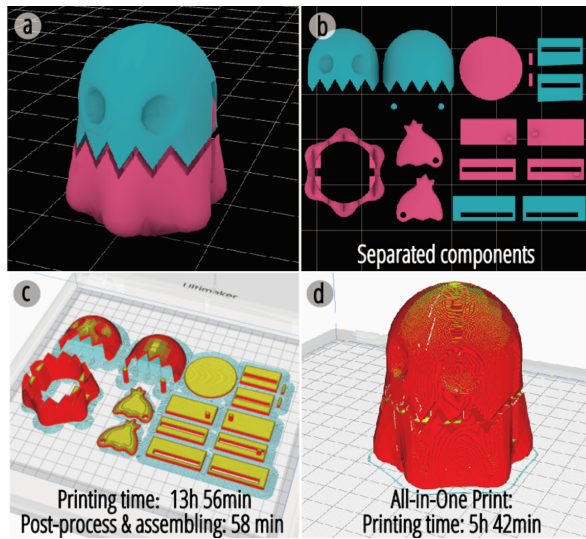 a
b
Separated components
c
Ultimaker
Printing time: 13h 56min
Post-process & assembling: 58 min
d
All-in-One Print:
Printing time: 5h 42min